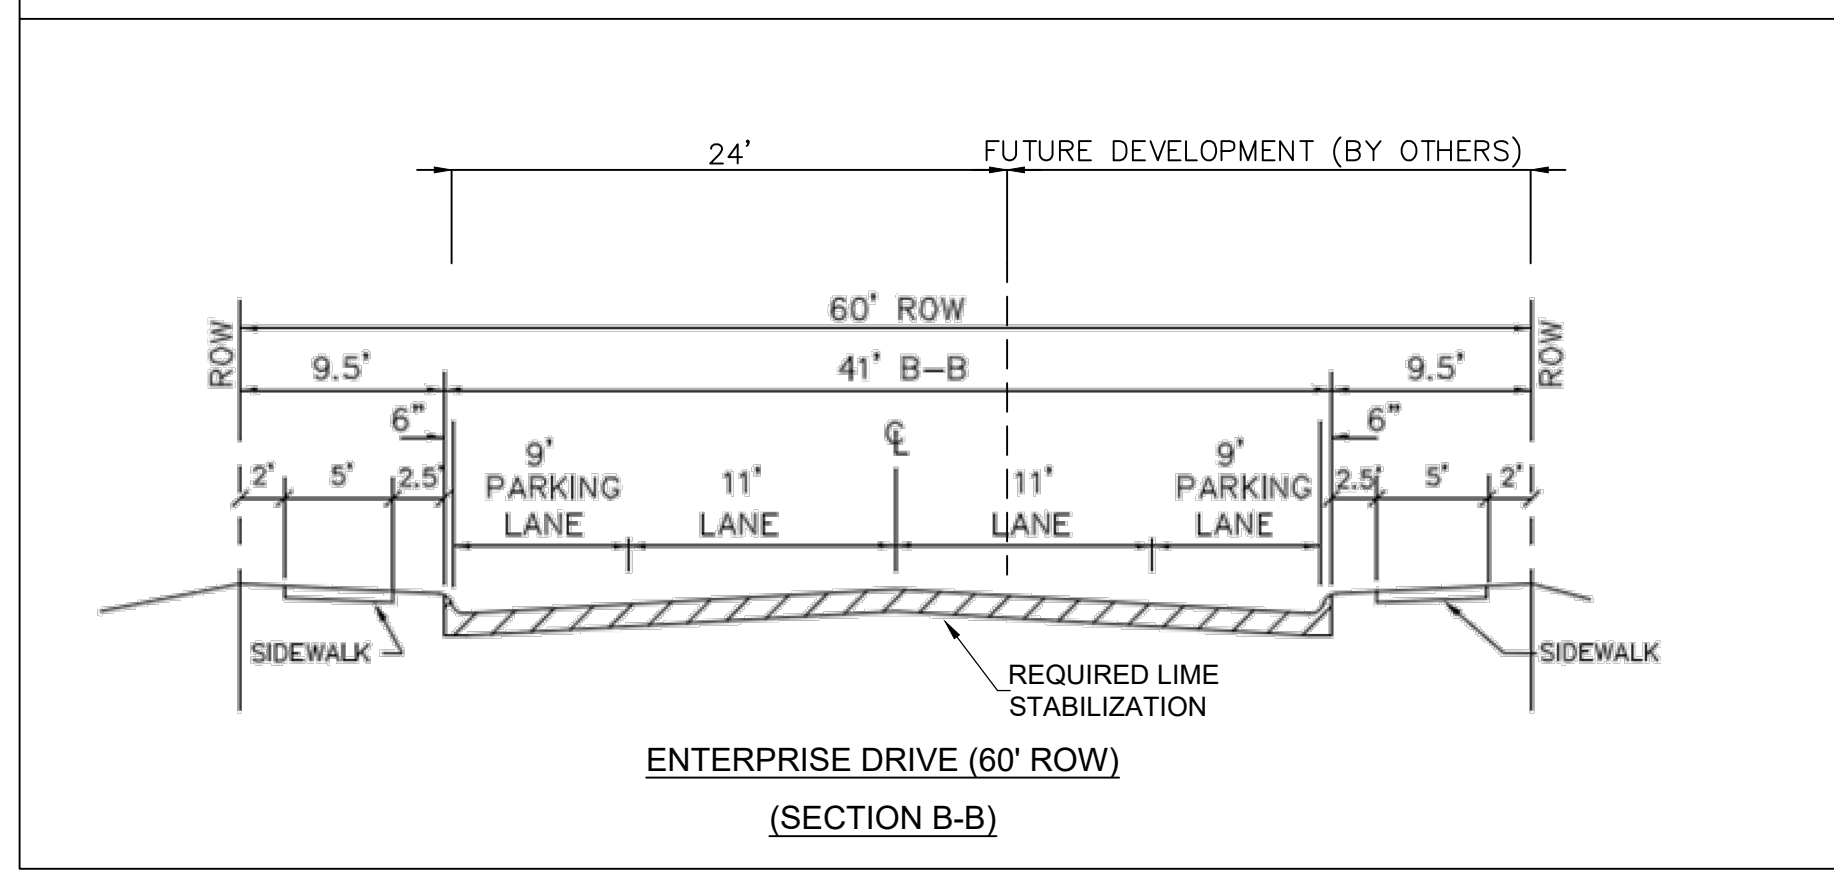 24'
FUTURE DEVELOPMENT (BY OTHERS)
60' ROW
ROW
ROW
9.5'
41' B-B
9.5'
6"
6"
℄
2'
5'
2.5'
9'
PARKING
LANE
11'
LANE
11'
LANE
9'
PARKING
LANE
2.5'
5'
2'
SIDEWALK
SIDEWALK
REQUIRED LIME
STABILIZATION
ENTERPRISE DRIVE (60' ROW)
(SECTION B-B)